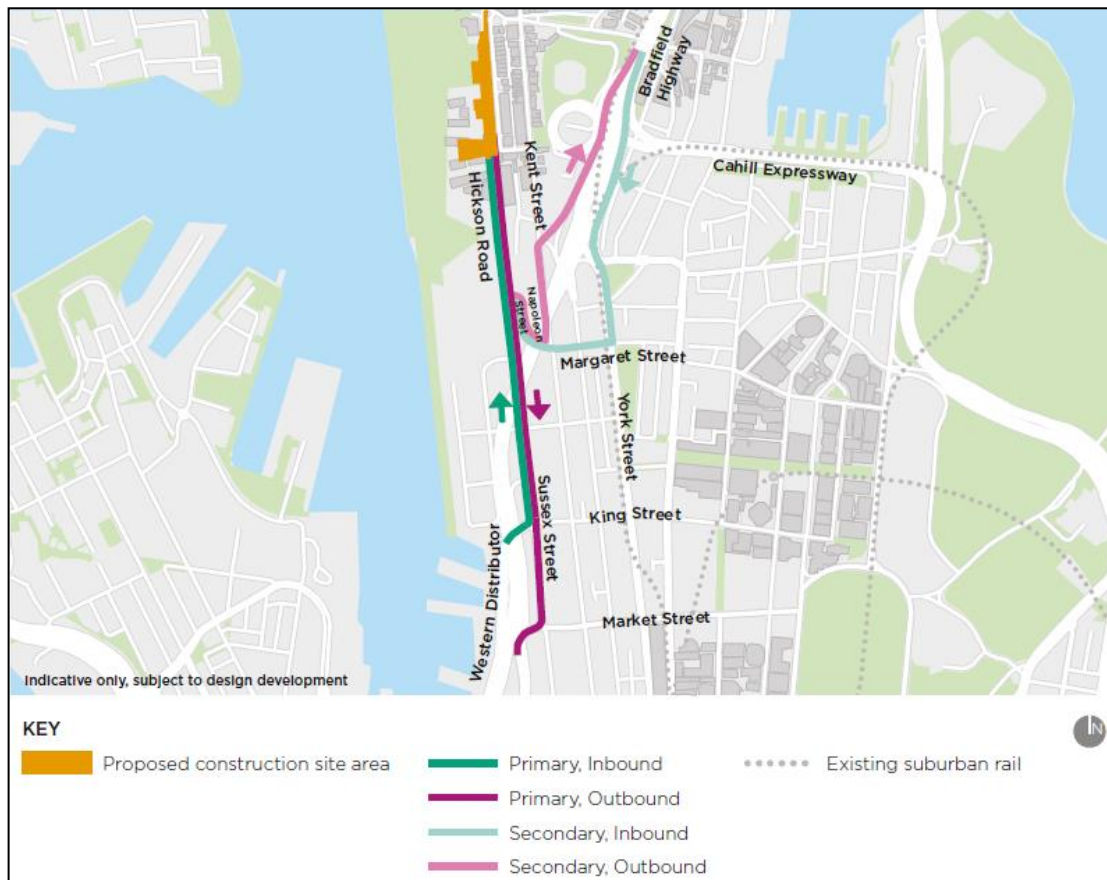 Bradfield
Highway
Kent Street
Cahill Expressway
Hickson Road
Napoleon
Street
Margaret Street
York Street
Sussex Street
King Street
Western Distributor
Market Street
Indicative only, subject to design development
KEY
N
Proposed construction site area
Primary, Inbound
Existing suburban rail
Primary, Outbound
Secondary, Inbound
Secondary, Outbound